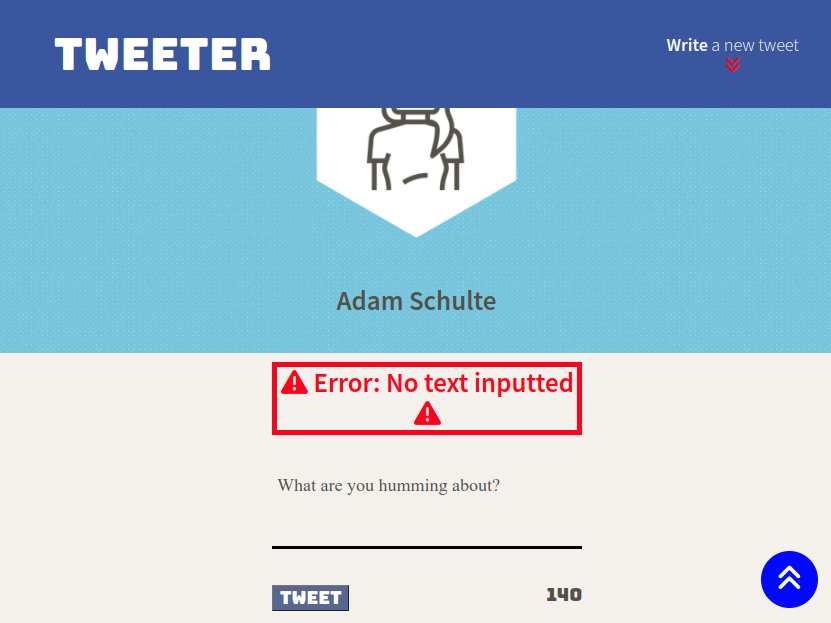 TWEETER
Write a new tweet
Adam Schulte
Error: No text inputted
What are you humming about?
TWEET
140